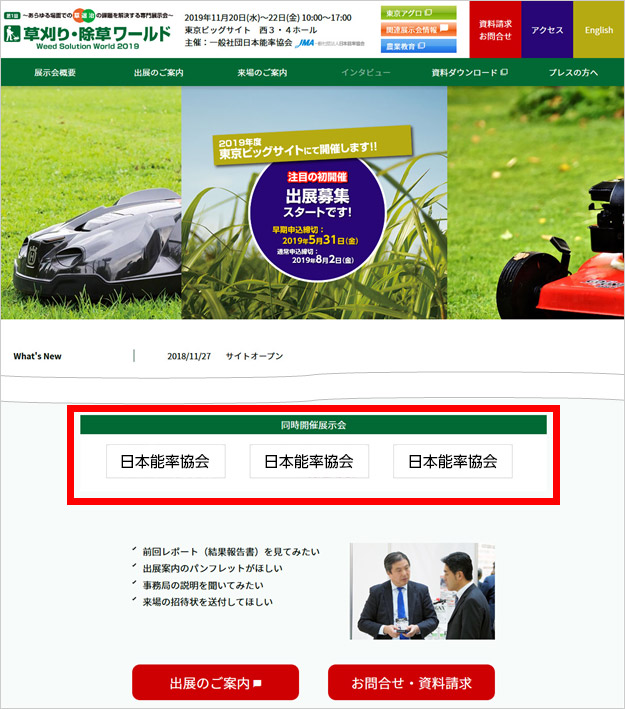 第1回 ～あらゆる場面での草退治の課題を解決する専門展示会～
草刈り・除草ワールド
Weed Solution World 2019
2019年11月20日(水)～22日(金) 10:00～17:00
東京ビッグサイト 西3・4ホール
主催：一般社団法人日本能率協会 JMA 一般社団法人日本能率協会
東京アグロ
関連展示会情報
農業教育
資料請求
お問合せ
アクセス
English
展示会概要 出展のご案内 来場のご案内 インタビュー 資料ダウンロード プレスの方へ
2019年度
東京ビッグサイトにて開催します!!
注目の初開催
出展募集
スタートです!
早期申込締切：
2019年5月31日(金)
通常申込締切：
2019年8月2日(金)
What's New 2018/11/27 サイトオープン
同時開催展示会
日本能率協会 日本能率協会 日本能率協会
前回レポート（結果報告書）を見てみたい
出展案内のパンフレットがほしい
事務局の説明を聞いてみたい
来場の招待状を送付してほしい
出展のご案内 お問合せ・資料請求